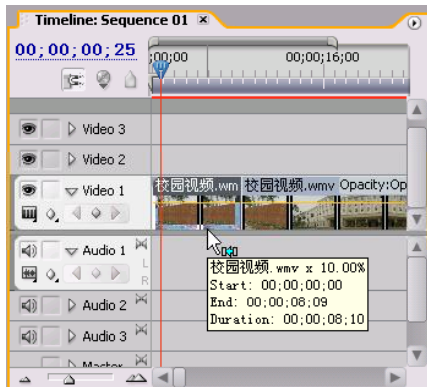 Timeline: Sequence 01
00;00;00;25
;00;00
00;00;16;00
Video 3
Video 2
Video 1
校园视频.wm
校园视频.wmv Opacity:Op
Audio 1
L
R
校园视频.wmv x 10.00%
Start: 00;00;00;00
End: 00;00;08;09
Duration: 00;00;08;10
Audio 2
Audio 3
Master